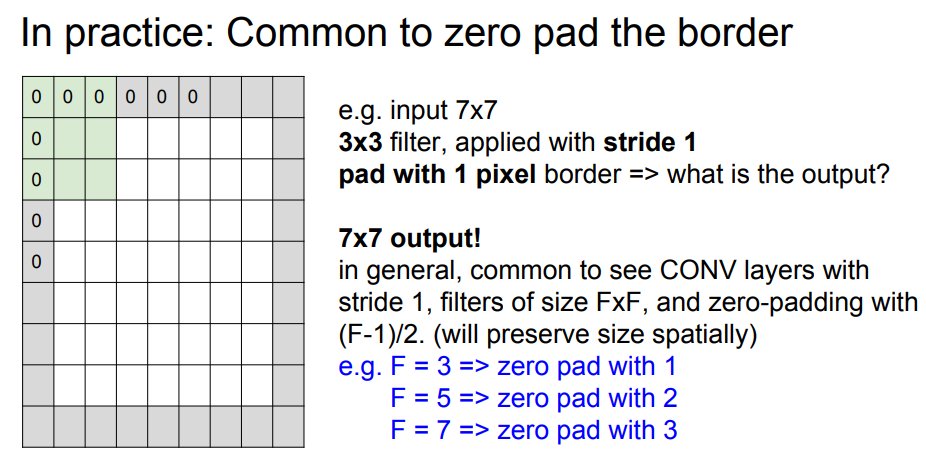 In practice: Common to zero pad the border
0 0 0 0 0 0
0
0
0
0
e.g. input 7x7
3x3 filter, applied with stride 1
pad with 1 pixel border => what is the output?
7x7 output!
in general, common to see CONV layers with
stride 1, filters of size FxF, and zero-padding with
(F-1)/2. (will preserve size spatially)
e.g. F = 3 => zero pad with 1
F = 5 => zero pad with 2
F = 7 => zero pad with 3